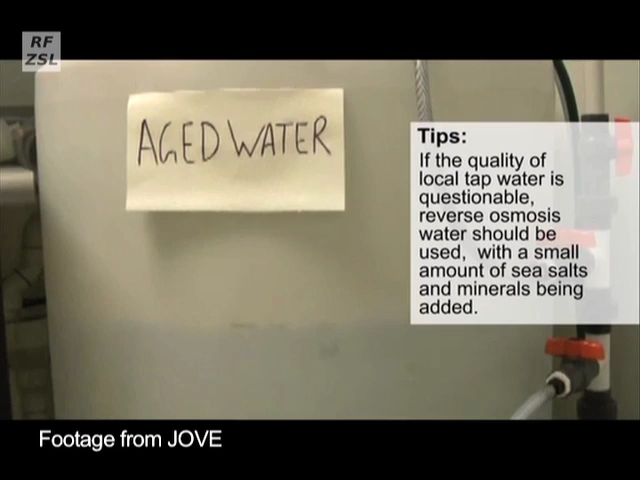 RF
ZSL
AGED WATER
Tips:
If the quality of
local tap water is
questionable,
reverse osmosis
water should be
used, with a small
amount of sea salts
and minerals being
added.
Footage from JOVE